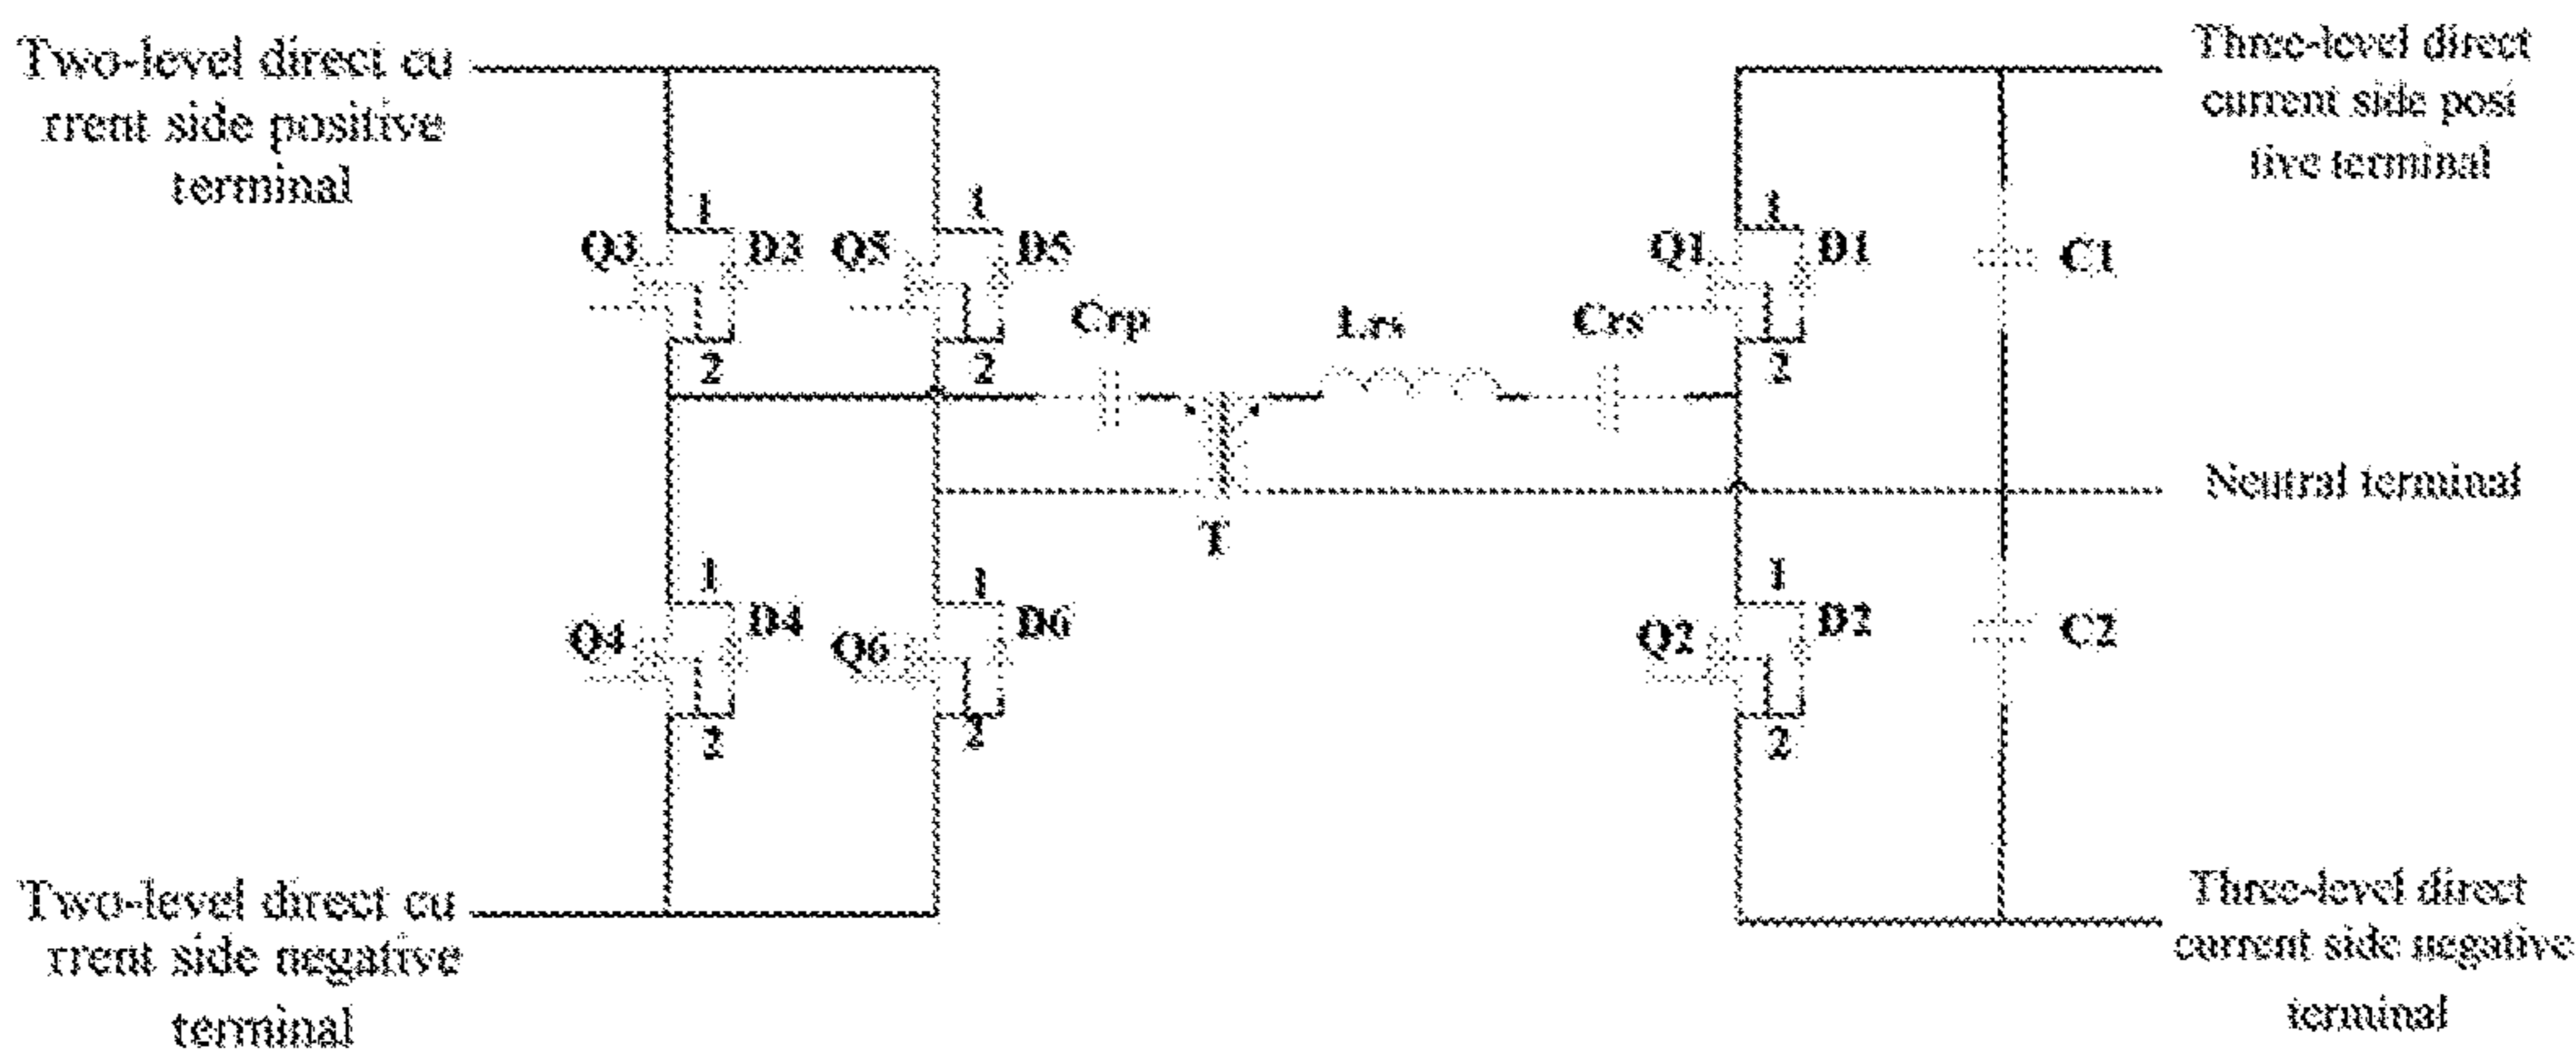 Two-level direct cu
rrent side positive
terminal
Three-level direct
current side posi
tive terminal
1
1
1
Q3
D3
Q5
D5
Q1
D1
C1
Crp
Lrs
Crs
2
2
2
Neutral terminal
T
1
1
1
Q4
D4
Q6
D6
Q2
D2
C2
2
2
2
Two-level direct cu
rrent side negative
terminal
Three-level direct
current side negative
terminal